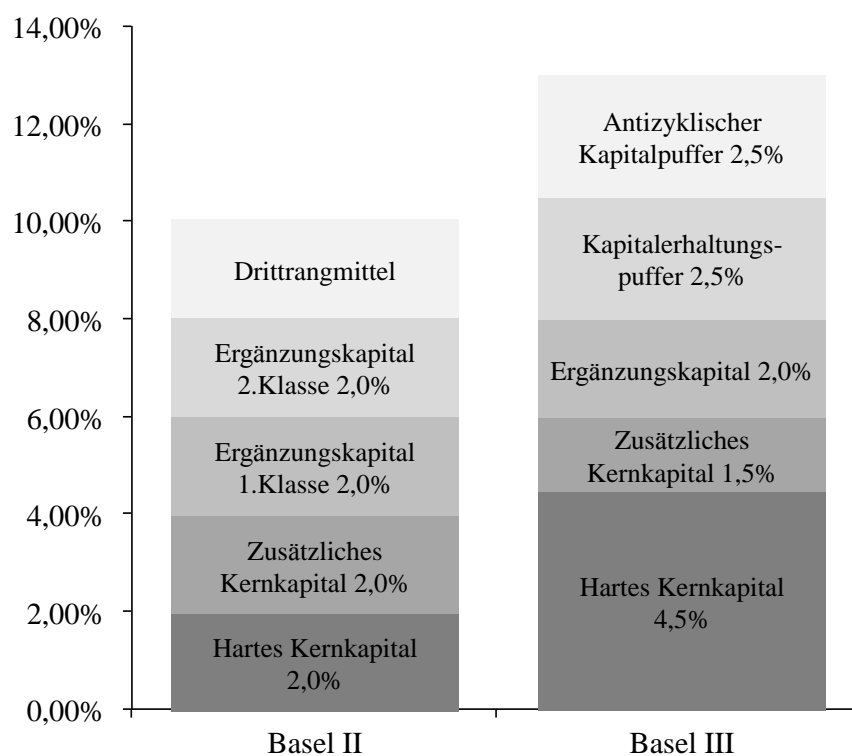 14,00%
12,00%
10,00%
8,00%
6,00%
4,00%
2,00%
0,00%
Drittrangmittel
Ergänzungskapital
2.Klasse 2,0%
Ergänzungskapital
1.Klasse 2,0%
Zusätzliches
Kernkapital 2,0%
Hartes Kernkapital
2,0%
Antizyklischer
Kapitalpuffer 2,5%
Kapitalerhaltungs-
puffer 2,5%
Ergänzungskapital 2,0%
Zusätzliches
Kernkapital 1,5%
Hartes Kernkapital
4,5%
Basel II
Basel III